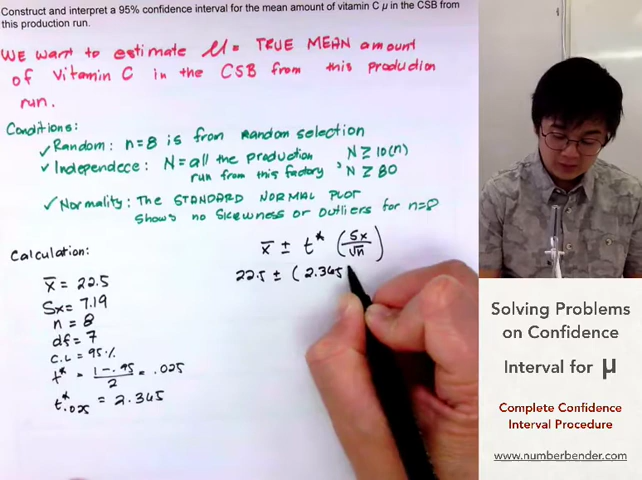 Construct and interpret a 95% confidence interval for the mean amount of vitamin C μ in the CSB from
this production run.
WE want to estimate μ = TRUE MEAN amount
of Vitamin C in the CSB from this production
run.
Conditions:
✓ Random: n=8 is from random selection
✓ Independece: N = all the production run from this factory, N ≥ 10(n)
N ≥ 80
✓ Normality: The STANDARD NORMAL PLOT
shows no skewness or outliers for n=8
Calculation:
x̄ ± t* (Sx/√n)
22.5 ± ( 2.365
x̄ = 22.5
Sx = 7.19
n = 8
df = 7
C.L = 95%
t* = 1-.95/2 = .025
t*.025 = 2.365
Solving Problems
on Confidence
Interval for μ
Complete Confidence
Interval Procedure
www.numberbender.com